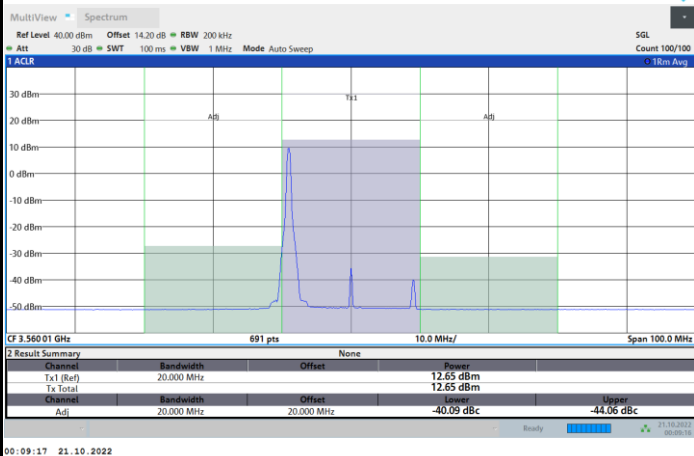 MultiView Spectrum
Ref Level 40.00 dBm Offset 14.20 dB RBW 200 kHz SGL
Att 30 dB SWT 100 ms VBW 1 MHz Mode Auto Sweep Count 100/100
1 ACLR 1Rm Avg
30 dBm
Tx1
20 dBm Adj Adj
10 dBm
0 dBm
-10 dBm
-20 dBm
-30 dBm
-40 dBm
-50 dBm
CF 3.560 01 GHz 691 pts 10.0 MHz/ Span 100.0 MHz
2 Result Summary None
Channel Bandwidth Offset Power
Tx1 (Ref) 20.000 MHz 12.65 dBm
Tx Total 12.65 dBm
Channel Bandwidth Offset Lower Upper
Adj 20.000 MHz 20.000 MHz -40.09 dBc -44.06 dBc
Ready 21.10.2022
00:09:16
00:09:17 21.10.2022